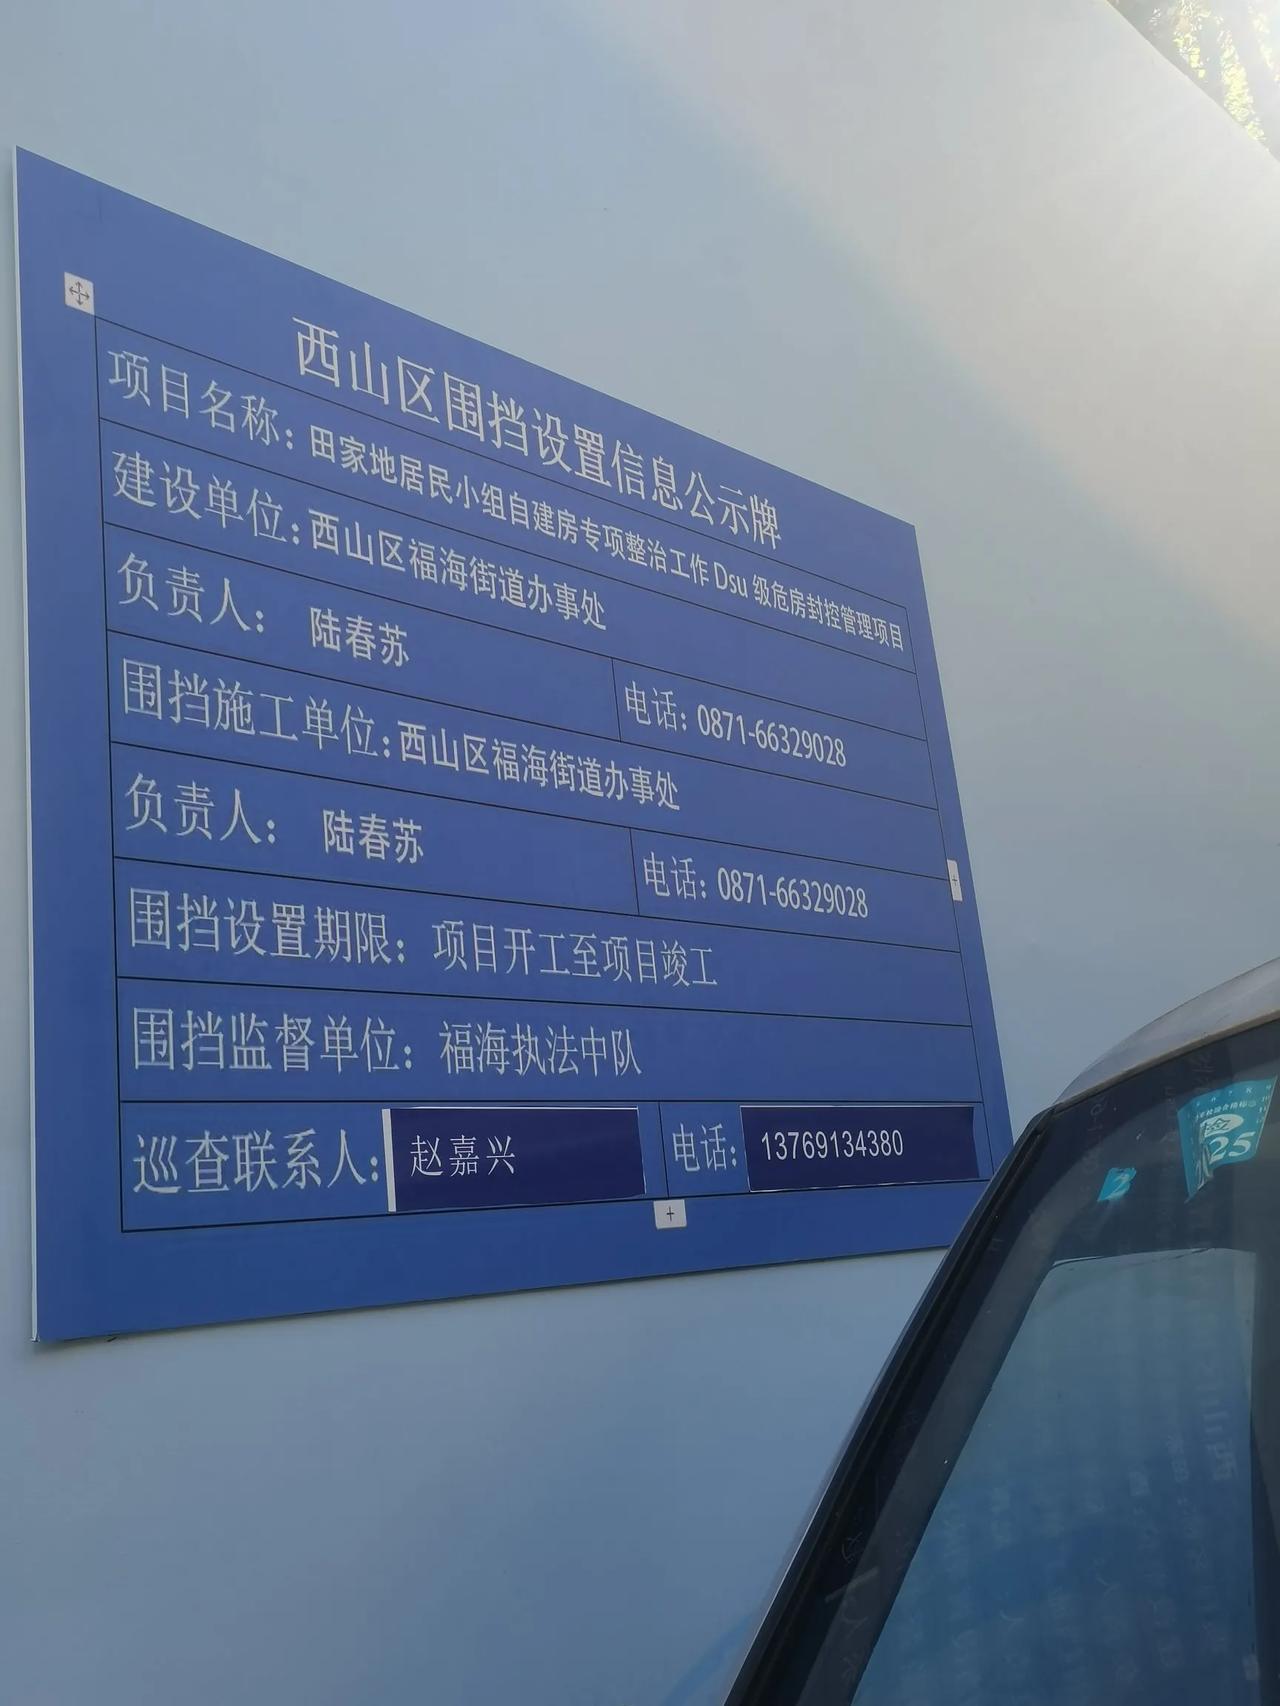 西山区围挡设置信息公示牌
项目名称：田家地居民小组自建房专项整治工作 Dsu 级危房封控管理项目
建设单位：西山区福海街道办事处
负责人： 陆春苏
电话：0871-66329028
围挡施工单位：西山区福海街道办事处
负责人： 陆春苏
电话：0871-66329028
围挡设置期限：项目开工至项目竣工
围挡监督单位：福海执法中队
巡查联系人：赵嘉兴
电话：13769134380
2
检
2025